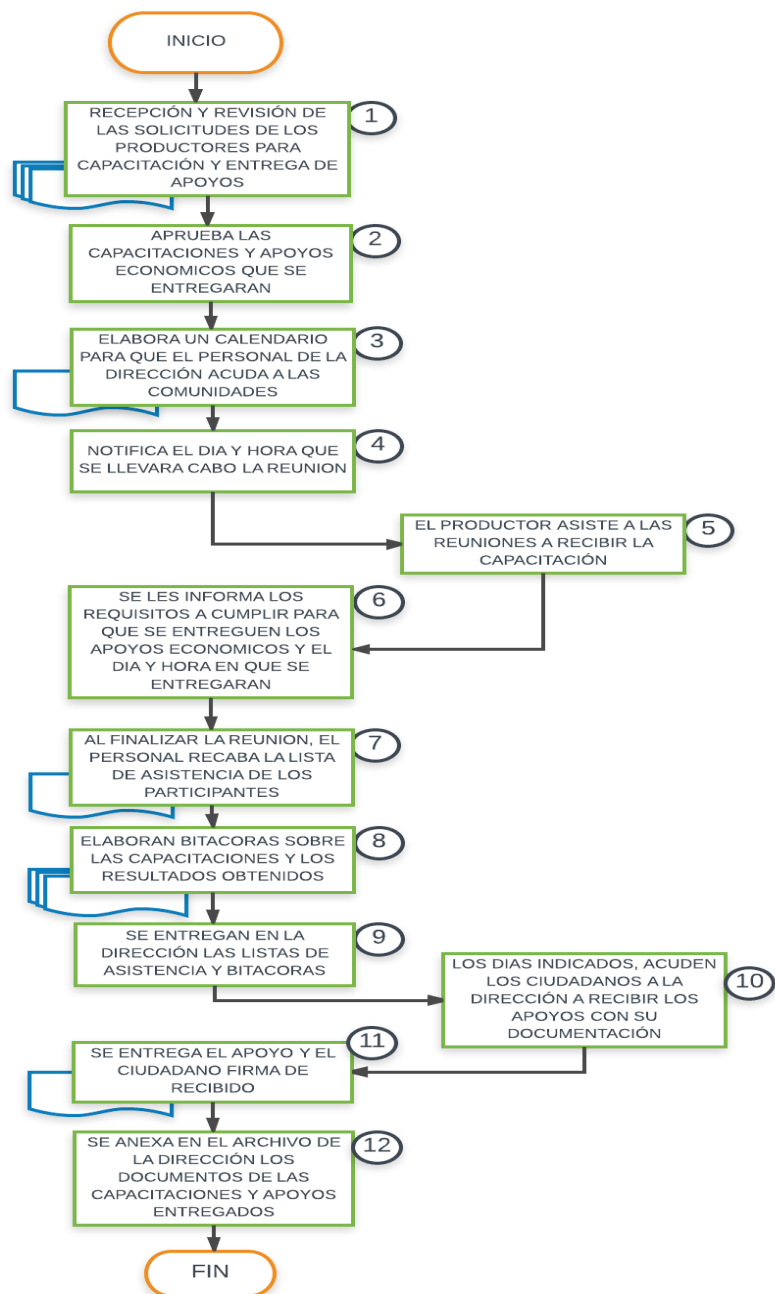 INICIO
1
RECEPCIÓN Y REVISIÓN DE
LAS SOLICITUDES DE LOS
PRODUCTORES PARA
CAPACITACIÓN Y ENTREGA DE
APOYOS
2
APRUEBA LAS
CAPACITACIONES Y APOYOS
ECONOMICOS QUE SE
ENTREGARAN
3
ELABORA UN CALENDARIO
PARA QUE EL PERSONAL DE LA
DIRECCIÓN ACUDA A LAS
COMUNIDADES
4
NOTIFICA EL DIA Y HORA QUE
SE LLEVARA CABO LA REUNION
5
EL PRODUCTOR ASISTE A LAS
REUNIONES A RECIBIR LA
CAPACITACIÓN
6
SE LES INFORMA LOS
REQUISITOS A CUMPLIR PARA
QUE SE ENTREGUEN LOS
APOYOS ECONOMICOS Y EL
DIA Y HORA EN QUE SE
ENTREGARAN
7
AL FINALIZAR LA REUNION, EL
PERSONAL RECABA LA LISTA
DE ASISTENCIA DE LOS
PARTICIPANTES
8
ELABORAN BITACORAS SOBRE
LAS CAPACITACIONES Y LOS
RESULTADOS OBTENIDOS
9
SE ENTREGAN EN LA
DIRECCIÓN LAS LISTAS DE
ASISTENCIA Y BITACORAS
10
LOS DIAS INDICADOS, ACUDEN
LOS CIUDADANOS A LA
DIRECCIÓN A RECIBIR LOS
APOYOS CON SU
DOCUMENTACIÓN
11
SE ENTREGA EL APOYO Y EL
CIUDADANO FIRMA DE
RECIBIDO
12
SE ANEXA EN EL ARCHIVO DE
LA DIRECCIÓN LOS
DOCUMENTOS DE LAS
CAPACITACIONES Y APOYOS
ENTREGADOS
FIN